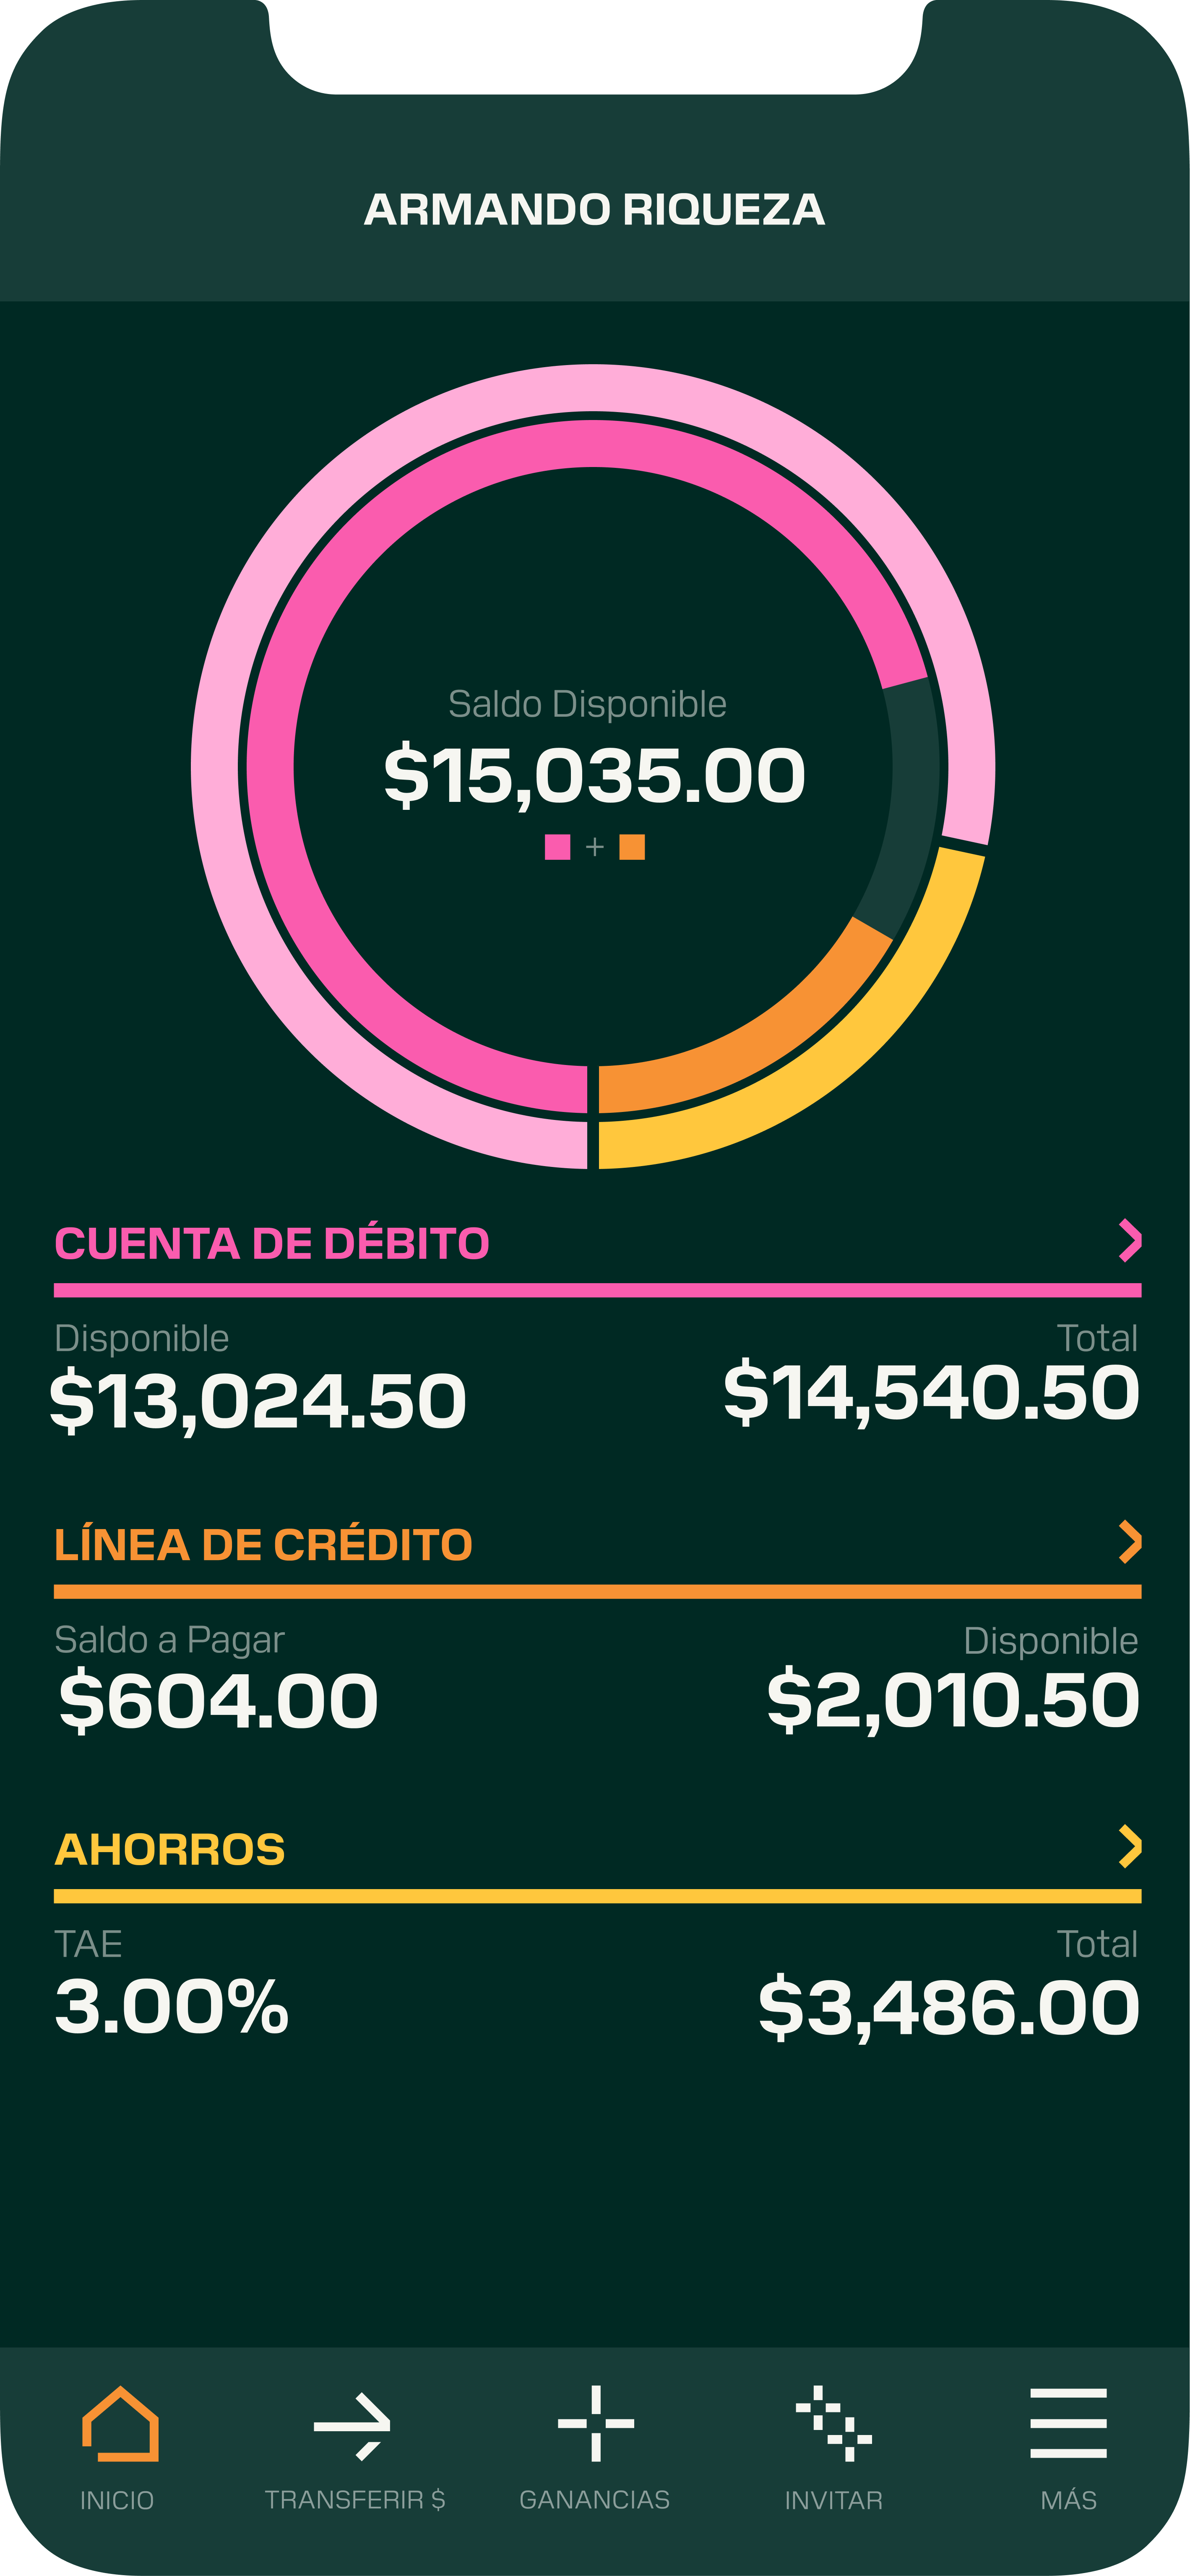 ARMANDO RIQUEZA
Saldo Disponible
$15,035.00
+
CUENTA DE DÉBITO
Disponible Total
$13,024.50 $14,540.50
LÍNEA DE CRÉDITO
Saldo a Pagar Disponible
$604.00 $2,010.50
AHORROS
TAE Total
3.00% $3,486.00
INICIO TRANSFERIR $ GANANCIAS INVITAR MÁS